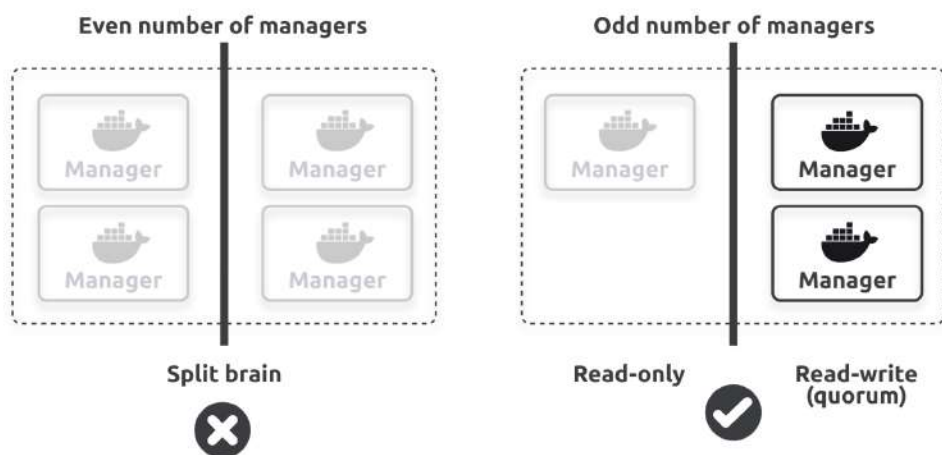 Even number of managers
Manager
Manager
Manager
Manager
Split brain
Odd number of managers
Manager
Manager
Manager
Read-only
Read-write
(quorum)